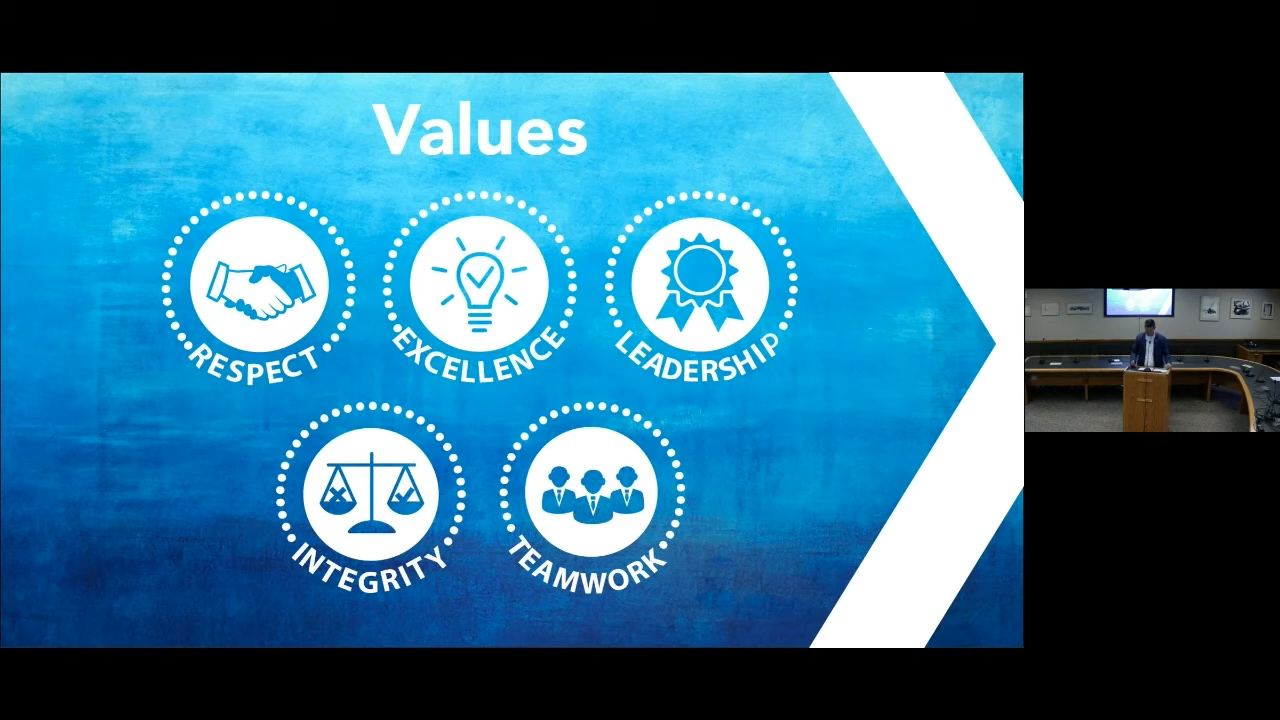 Values
RESPECT
EXCELLENCE
LEADERSHIP
INTEGRITY
TEAMWORK